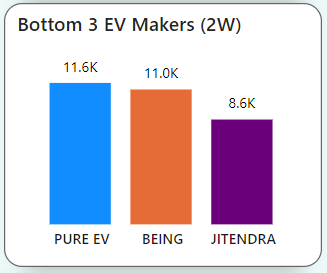 Bottom 3 EV Makers (2W)
11.6K
11.0K
8.6K
PURE EV BEING JITENDRA